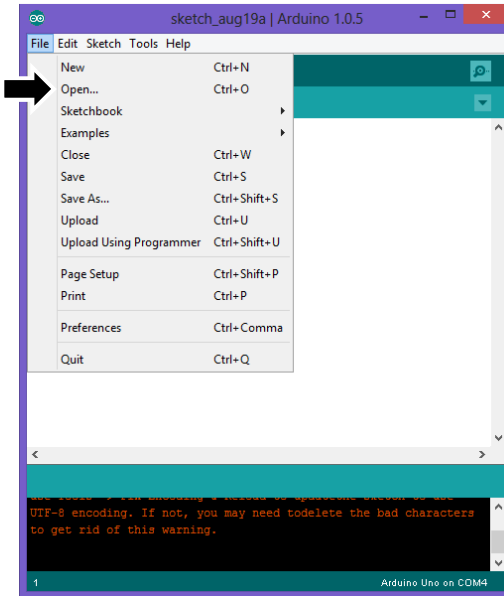 sketch_aug19a | Arduino 1.0.5
File Edit Sketch Tools Help
New Ctrl+N
Open... Ctrl+O
Sketchbook
Examples
Close Ctrl+W
Save Ctrl+S
Save As... Ctrl+Shift+S
Upload Ctrl+U
Upload Using Programmer Ctrl+Shift+U
Page Setup Ctrl+Shift+P
Print Ctrl+P
Preferences Ctrl+Comma
Quit Ctrl+Q
UTF-8 encoding. If not, you may need todelete the bad characters
to get rid of this warning.
1 Arduino Uno on COM4